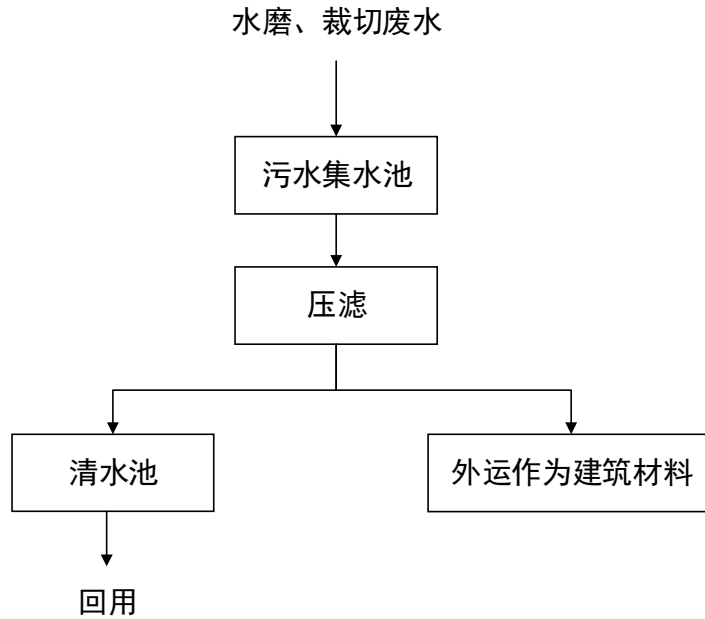 水磨、裁切废水
污水集水池
压滤
清水池
外运作为建筑材料
回用